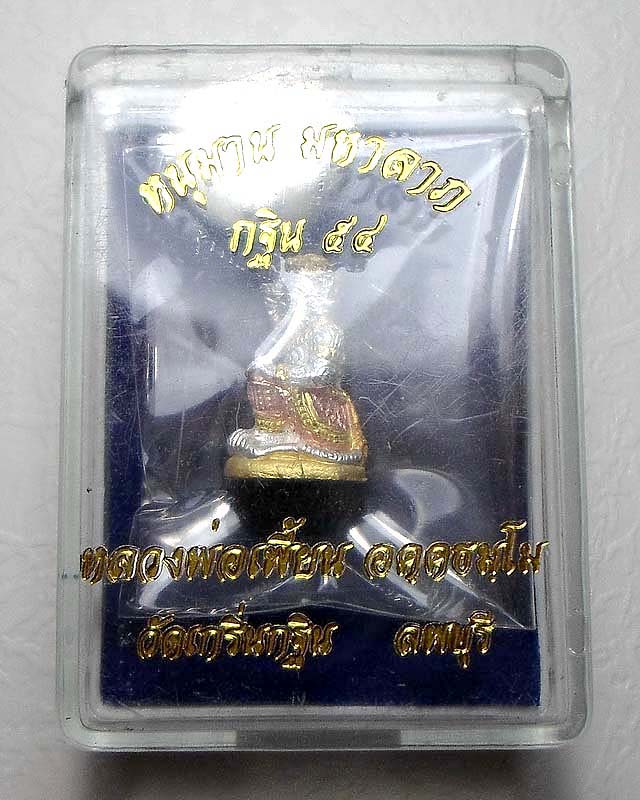 หนุมาน มหาลาภ
กฐิน ๕๔
หลวงพ่อเพี้ยน อคฺคธมฺโม
วัดเกริ่นกฐิน ลพบุรี